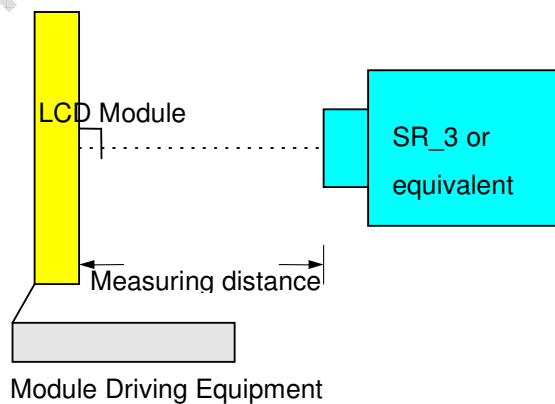 LCD Module
SR_3 or
equivalent
Measuring distance
Module Driving Equipment